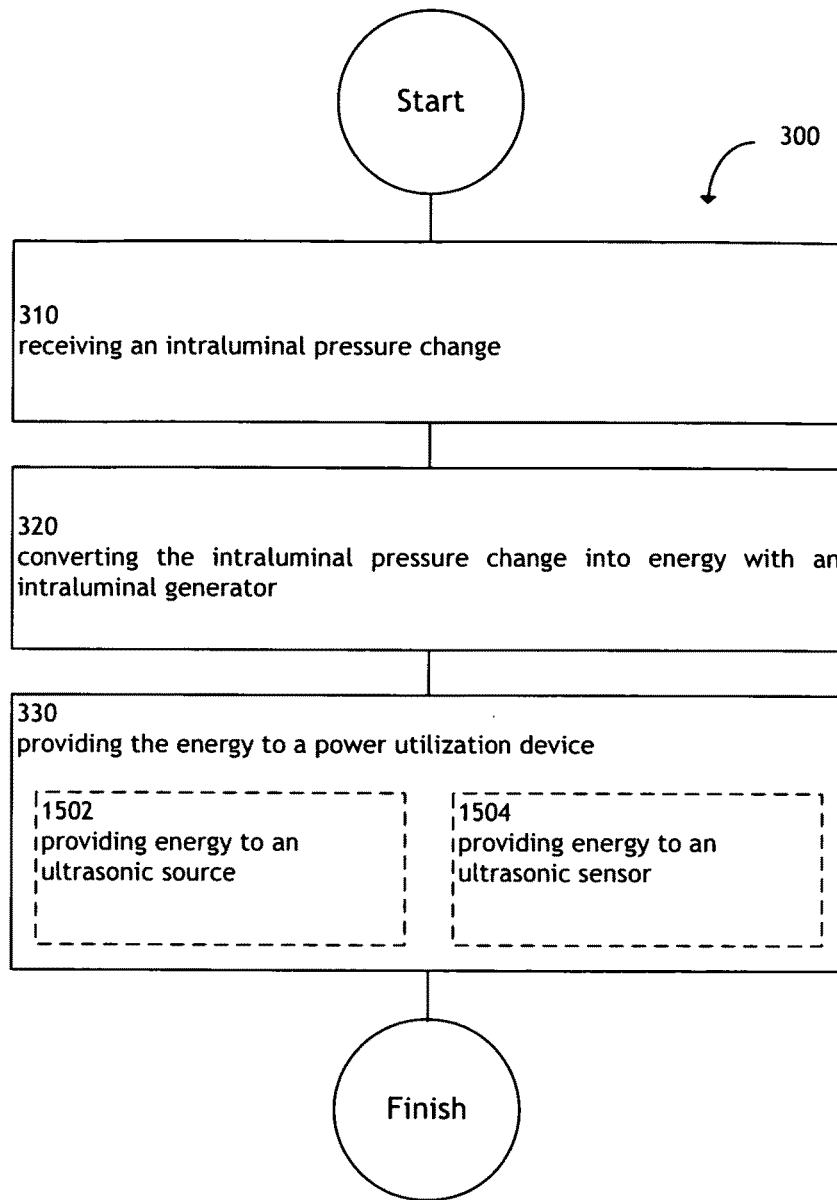 Start
300
310
receiving an intraluminal pressure change
320
converting the intraluminal pressure change into energy with an
intraluminal generator
330
providing the energy to a power utilization device
1502
providing energy to an
ultrasonic source
1504
providing energy to an
ultrasonic sensor
Finish